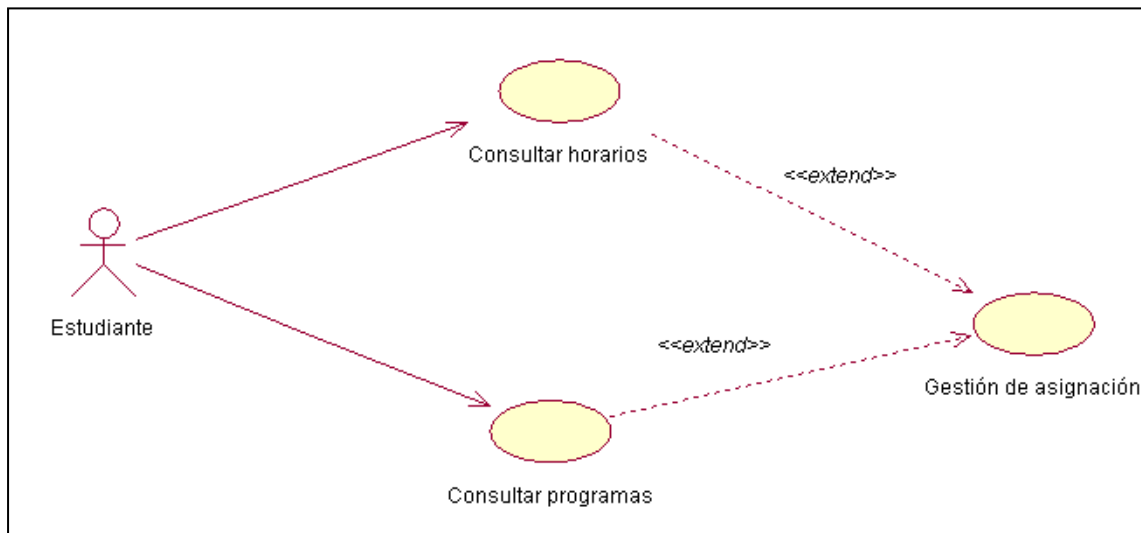 Consultar horarios
<<extend>>
Estudiante
<<extend>>
Gestión de asignación
Consultar programas